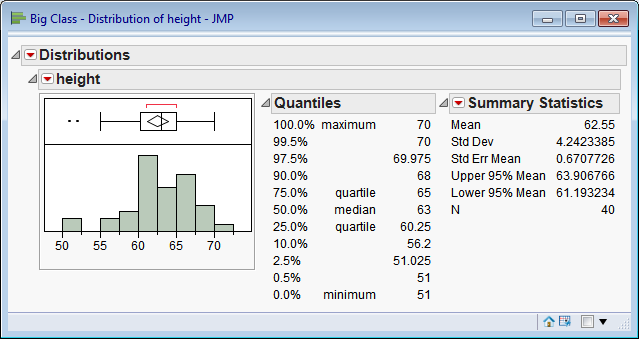 Big Class - Distribution of height - JMP
Distributions
height
50 55 60 65 70
Quantiles
100.0% maximum 70
99.5% 70
97.5% 69.975
90.0% 68
75.0% quartile 65
50.0% median 63
25.0% quartile 60.25
10.0% 56.2
2.5% 51.025
0.5% 51
0.0% minimum 51
Summary Statistics
Mean 62.55
Std Dev 4.2423385
Std Err Mean 0.6707726
Upper 95% Mean 63.906766
Lower 95% Mean 61.193234
N 40